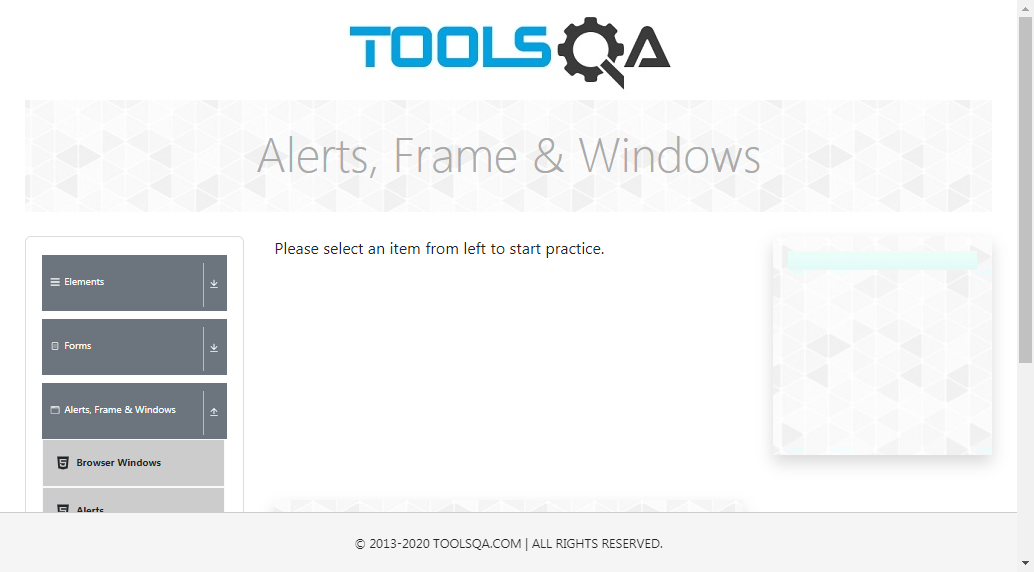 TOOLSQA
Alerts, Frame & Windows
Please select an item from left to start practice.
Elements
Forms
Alerts, Frame & Windows
Browser Windows
Alerts
© 2013-2020 TOOLSQA.COM | ALL RIGHTS RESERVED.